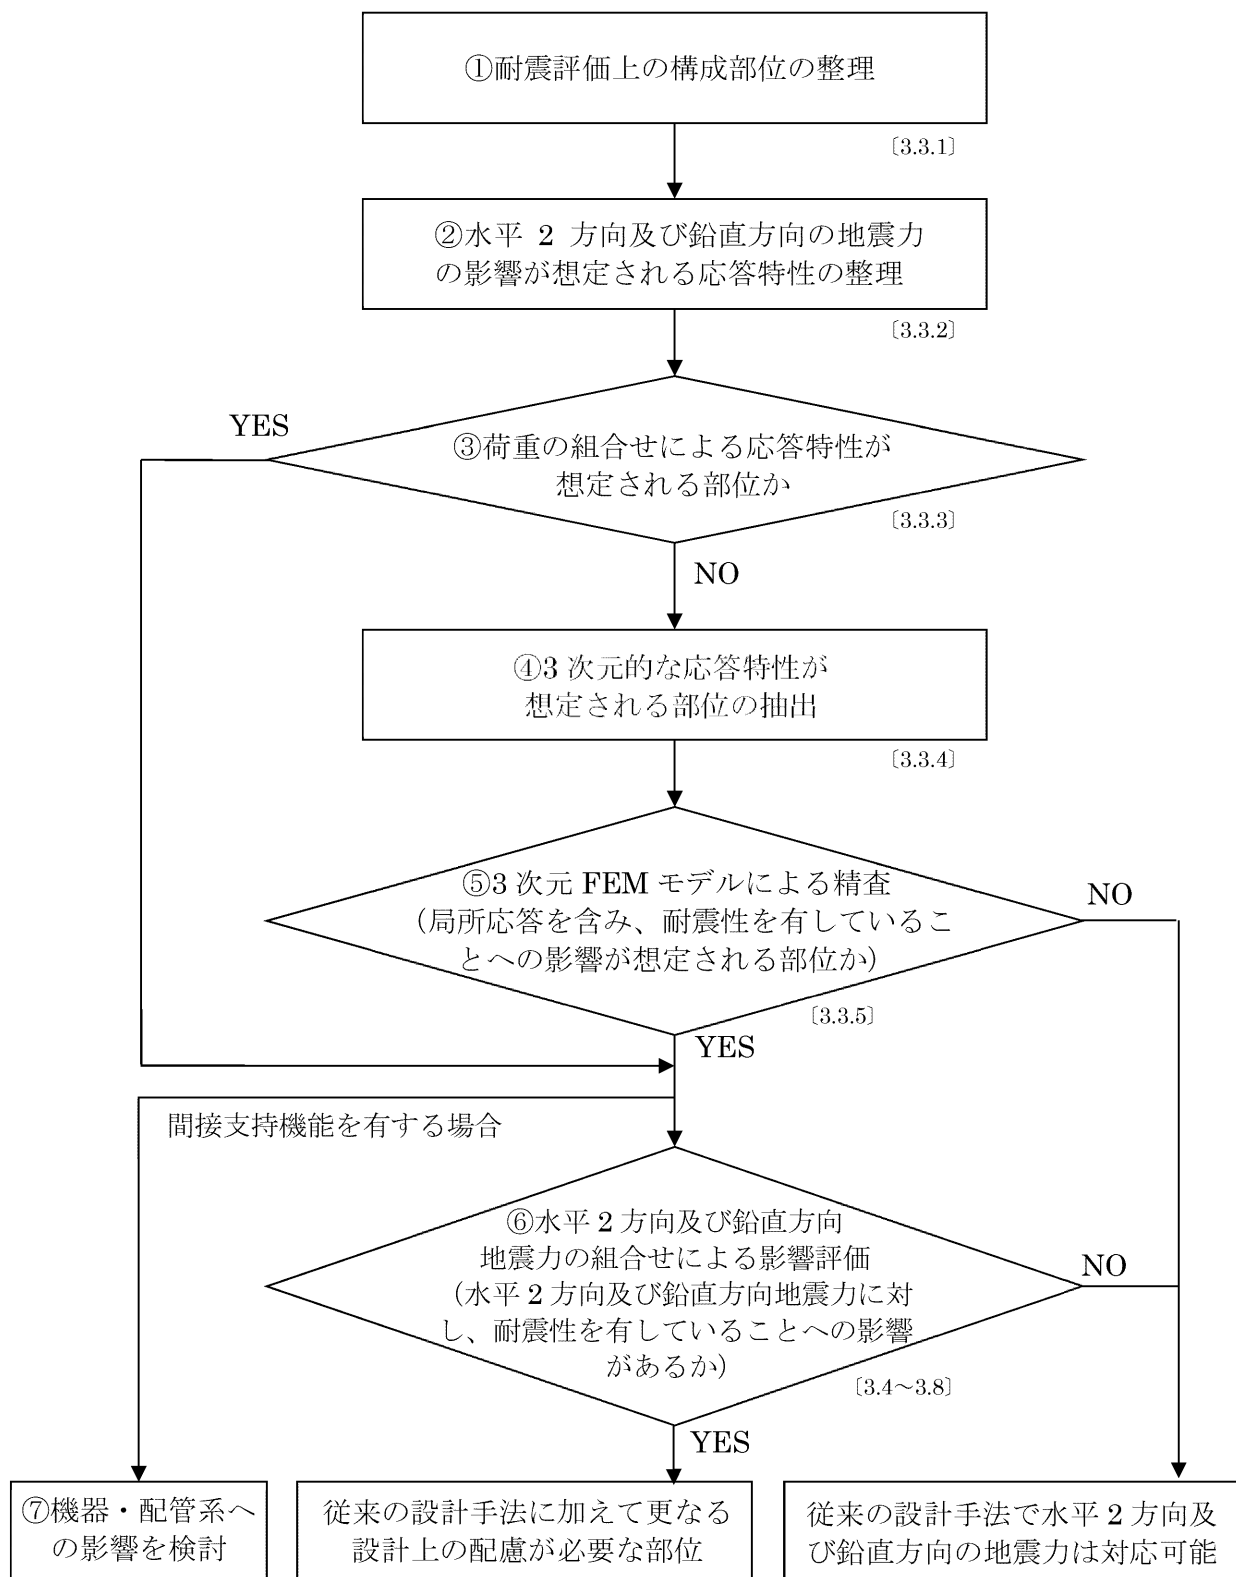 ①耐震評価上の構成部位の整理
〔3.3.1〕
②水平 2 方向及び鉛直方向の地震力
の影響が想定される応答特性の整理
〔3.3.2〕
YES
③荷重の組合せによる応答特性が
想定される部位か
〔3.3.3〕
NO
④3 次元的な応答特性が
想定される部位の抽出
〔3.3.4〕
⑤3 次元 FEM モデルによる精査
（局所応答を含み、耐震性を有しているこ
とへの影響が想定される部位か）
NO
〔3.3.5〕
YES
間接支持機能を有する場合
⑥水平 2 方向及び鉛直方向
地震力の組合せによる影響評価
（水平 2 方向及び鉛直方向地震力に対
し、耐震性を有していることへの影響
があるか）
NO
〔3.4～3.8〕
YES
⑦機器・配管系へ
の影響を検討
従来の設計手法に加えて更なる
設計上の配慮が必要な部位
従来の設計手法で水平 2 方向及
び鉛直方向の地震力は対応可能